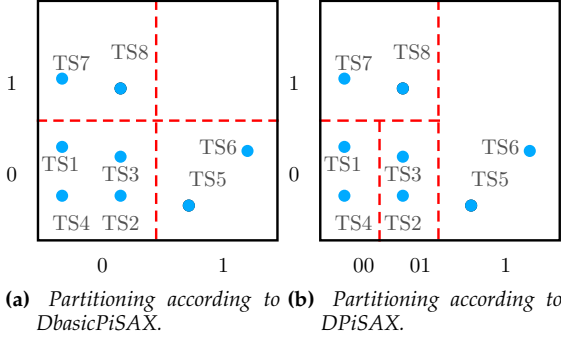 TS7 TS8 TS7 TS8
1 1
TS6 TS6
TS1 TS3 TS1 TS3
0 TS5 0 TS5
TS4 TS2 TS4 TS2
0 1 00 01 1
(a) Partitioning according to
DbasicPiSAX.
(b) Partitioning according to
DPiSAX.